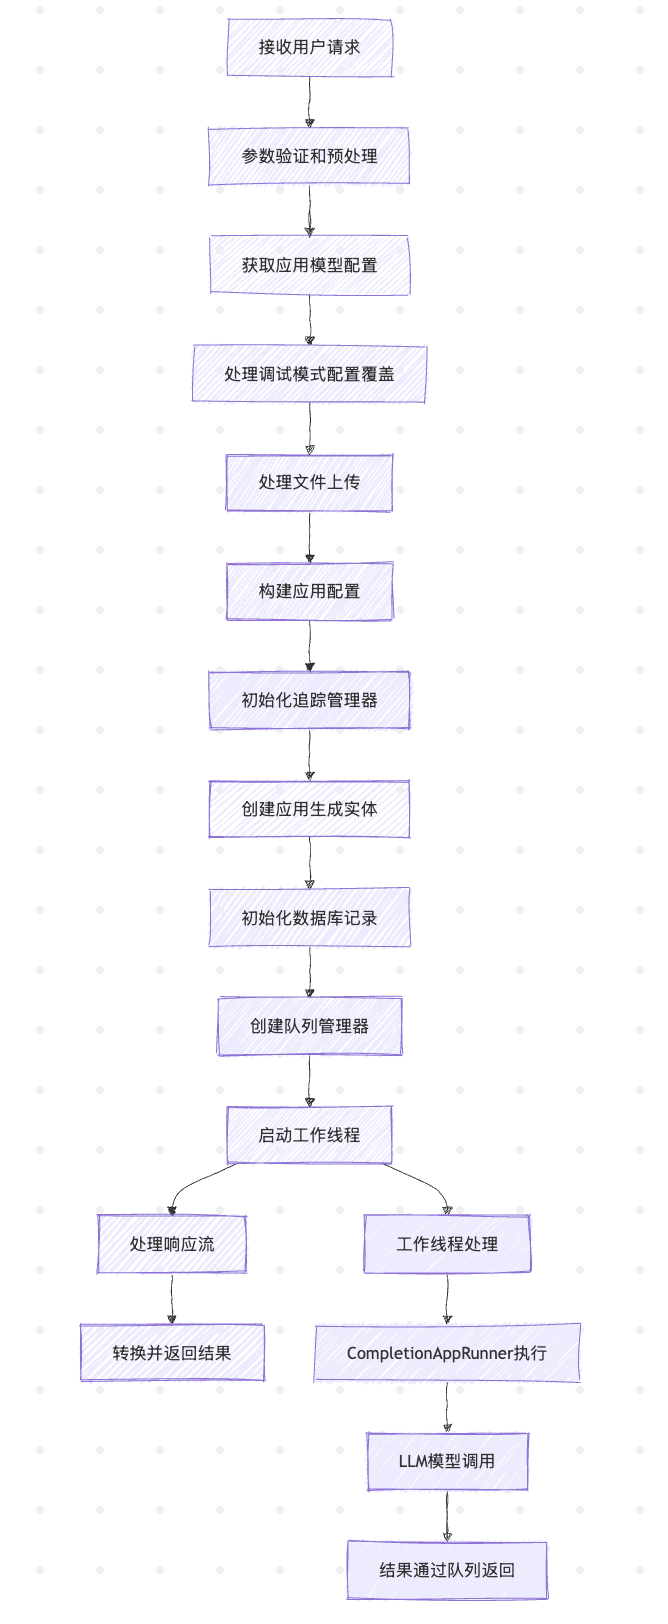 接收用户请求
参数验证和预处理
获取应用模型配置
处理调试模式配置覆盖
处理文件上传
构建应用配置
初始化追踪管理器
创建应用生成实体
初始化数据库记录
创建队列管理器
启动工作线程
处理响应流
工作线程处理
转换并返回结果
CompletionAppRunner执行
LLM模型调用
结果通过队列返回